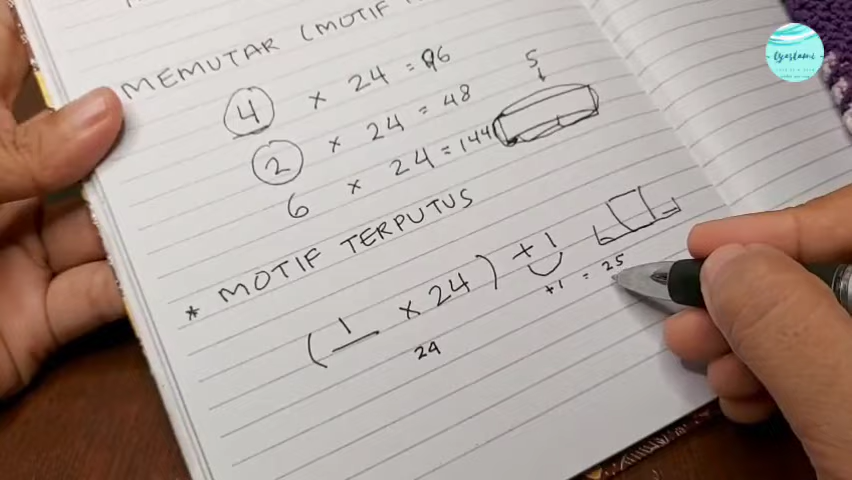 MEMUTAR (MOTIF
4 x 24 = 96
5
2 x 24 = 48
6 x 24 = 144
* MOTIF TERPUTUS
(1 x 24) + 1
24 +1 = 25